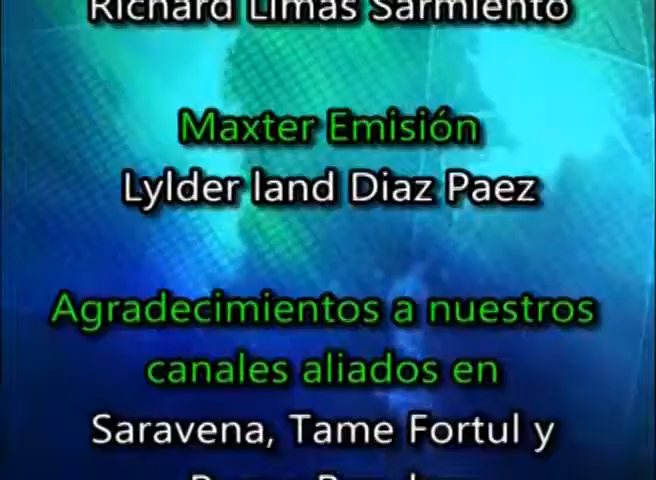 Richard Limas Sarmiento
Maxter Emisión
Lylder land Diaz Paez
Agradecimientos a nuestros
canales aliados en
Saravena, Tame Fortul y